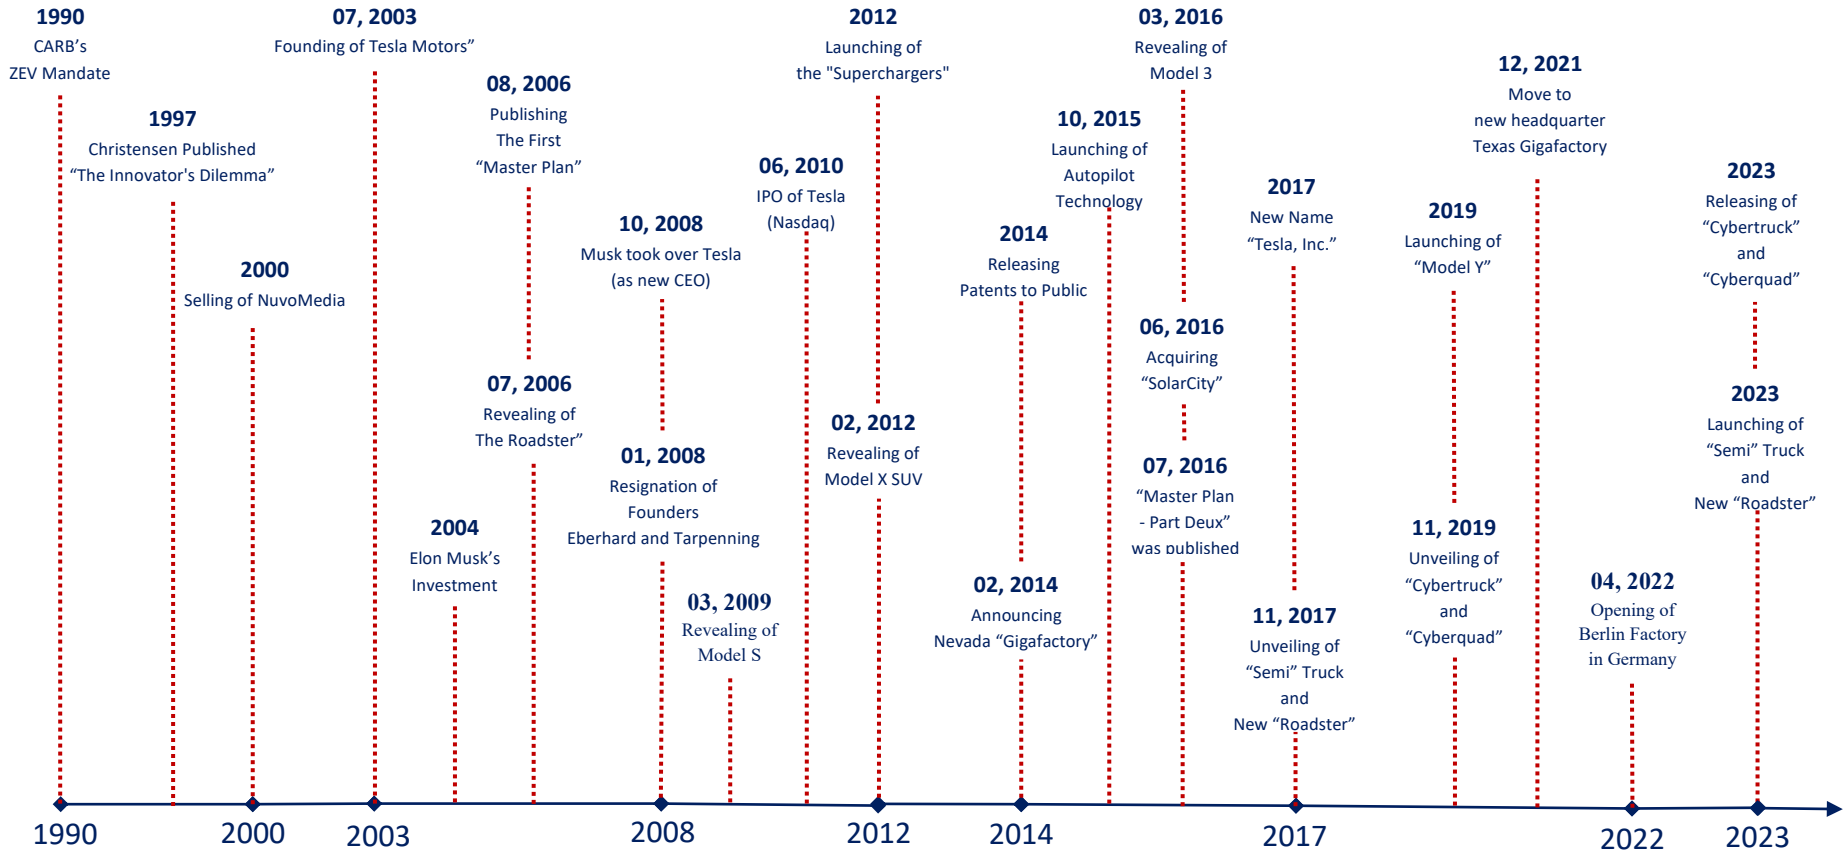 1990
CARB’s
ZEV Mandate
1997
Christensen Published
“The Innovator's Dilemma”
2000
Selling of NuvoMedia
07, 2003
Founding of Tesla Motors”
2004
Elon Musk’s
Investment
08, 2006
Publishing
The First
“Master Plan”
07, 2006
Revealing of
The Roadster”
10, 2008
Musk took over Tesla
(as new CEO)
01, 2008
Resignation of
Founders
Eberhard and Tarpenning
03, 2009
Revealing of
Model S
06, 2010
IPO of Tesla
(Nasdaq)
2012
Launching of
the "Superchargers"
02, 2012
Revealing of
Model X SUV
2014
Releasing
Patents to Public
02, 2014
Announcing
Nevada “Gigafactory”
10, 2015
Launching of
Autopilot
Technology
03, 2016
Revealing of
Model 3
06, 2016
Acquiring
“SolarCity”
07, 2016
“Master Plan
- Part Deux”
was published
2017
New Name
“Tesla, Inc.”
11, 2017
Unveiling of
“Semi” Truck
and
New “Roadster”
2019
Launching of
“Model Y”
11, 2019
Unveiling of
“Cybertruck”
and
“Cyberquad”
12, 2021
Move to
new headquarter
Texas Gigafactory
04, 2022
Opening of
Berlin Factory
in Germany
2023
Releasing of
“Cybertruck”
and
“Cyberquad”
2023
Launching of
“Semi” Truck
and
New “Roadster”
1990
2000
2003
2008
2012
2014
2017
2022
2023